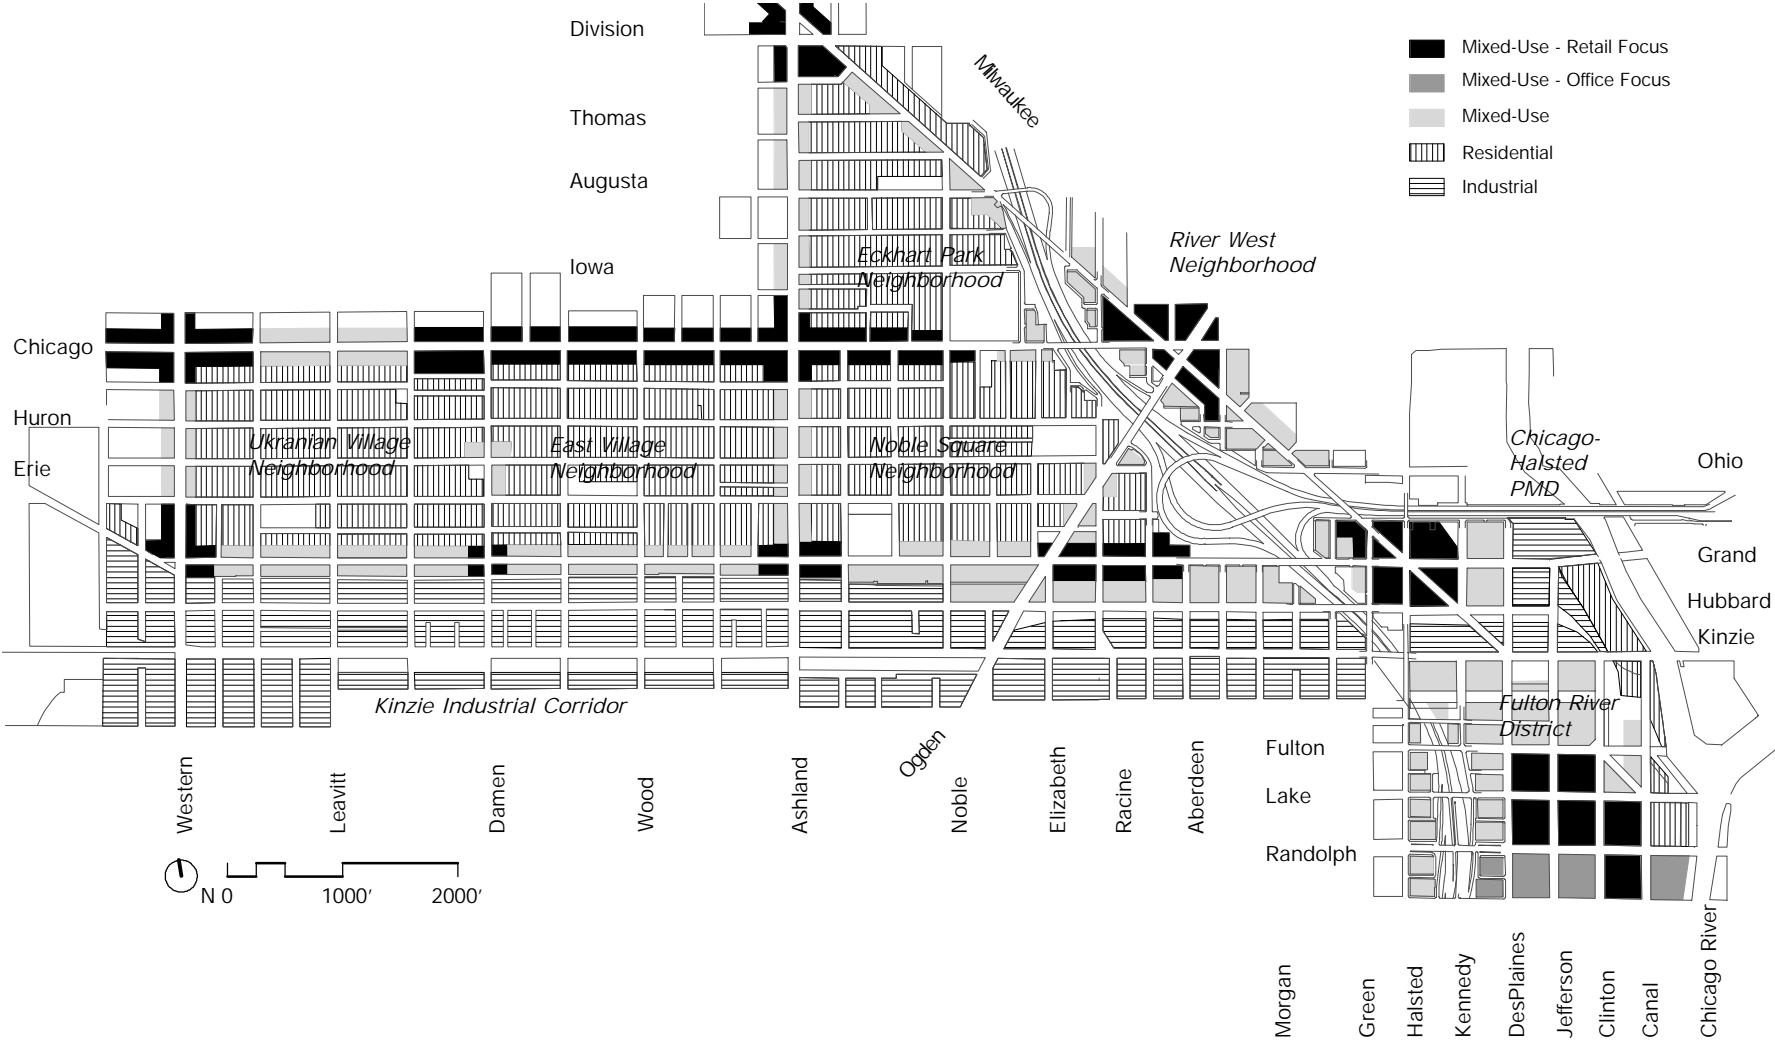 Division
Thomas
Augusta
Iowa
Chicago
Huron
Erie
Milwaukee
Mixed-Use - Retail Focus
Mixed-Use - Office Focus
Mixed-Use
Residential
Industrial
River West
Neighborhood
Eckhart Park
Neighborhood
Ukranian Village
Neighborhood
East Village
Neighborhood
Noble Square
Neighborhood
Chicago-
Halsted
PMD
Ohio
Grand
Hubbard
Kinzie
Kinzie Industrial Corridor
Fulton River
District
Fulton
Lake
Randolph
Western
Leavitt
Damen
Wood
Ashland
Ogden
Noble
Elizabeth
Racine
Aberdeen
Morgan
Green
Halsted
Kennedy
DesPlaines
Jefferson
Clinton
Canal
Chicago River
N 0 1000' 2000'